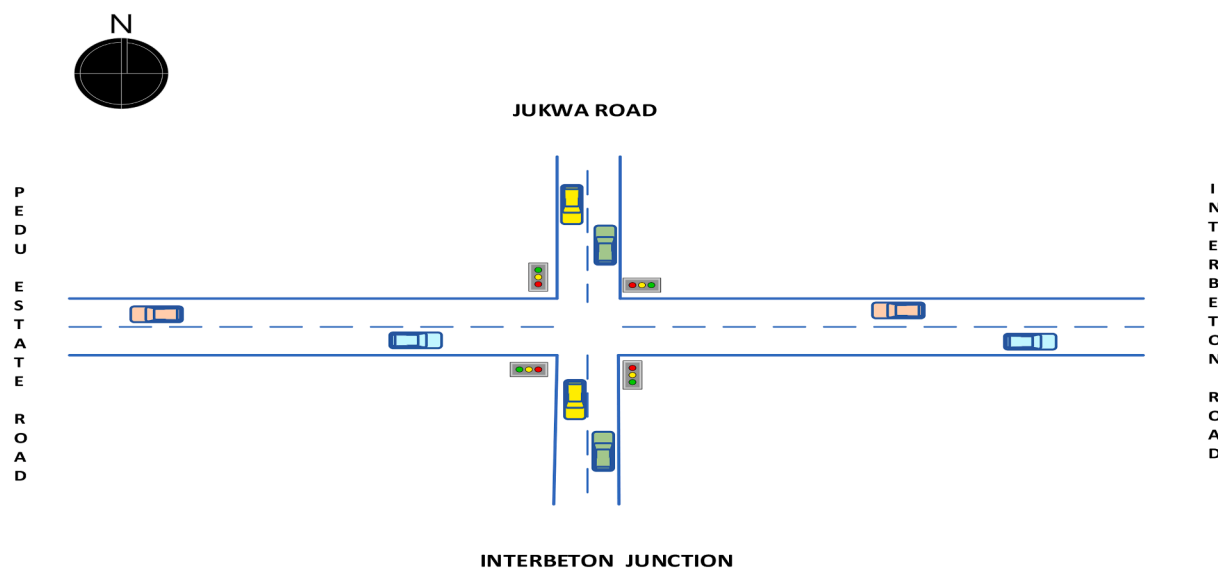 N
JUKWA ROAD
PEDU ESTATE ROAD
INTERBETON ROAD
INTERBETON JUNCTION